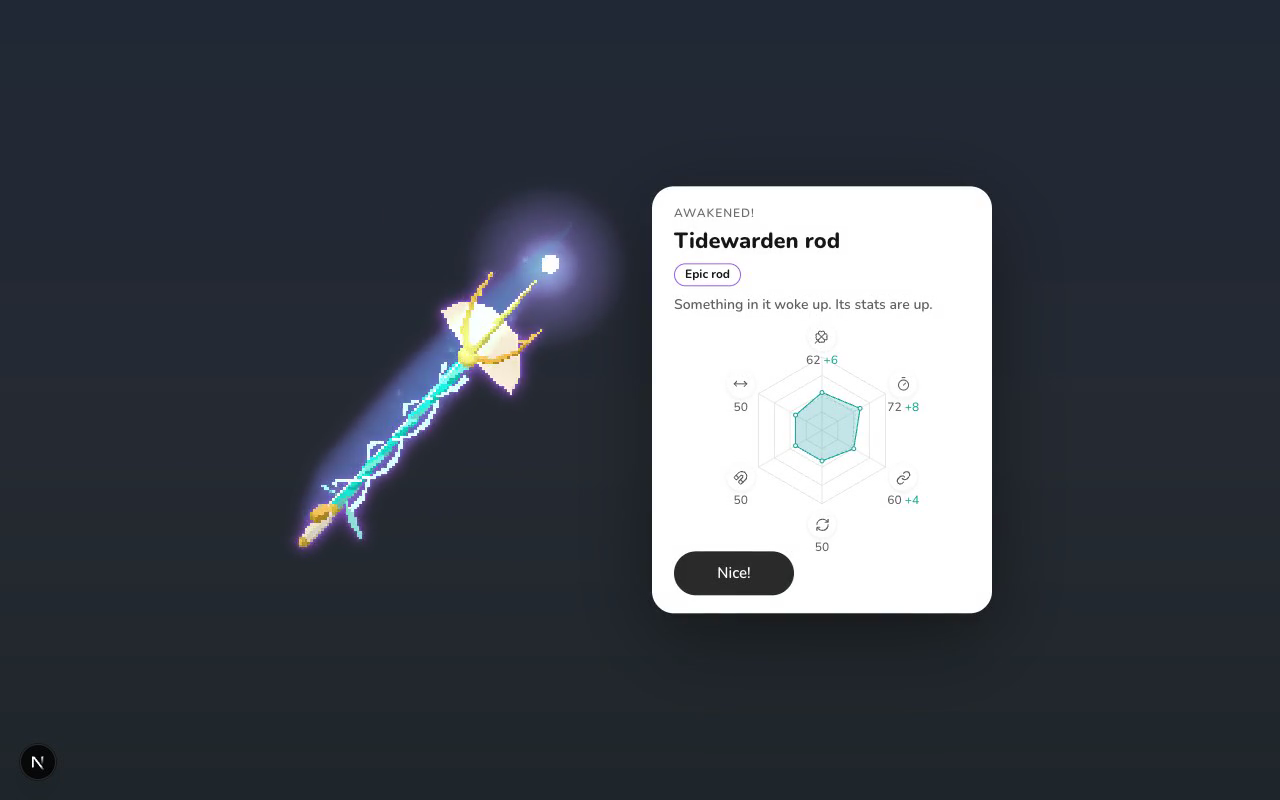 AWAKENED!
Tidewarden rod
Epic rod
Something in it woke up. Its stats are up.
62 +6
50
72 +8
50
60 +4
50
Nice!
N